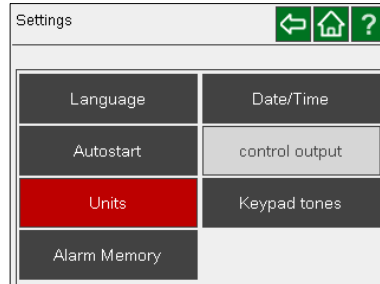 Settings
?
Language
Date/Time
Autostart
control output
Units
Keypad tones
Alarm Memory